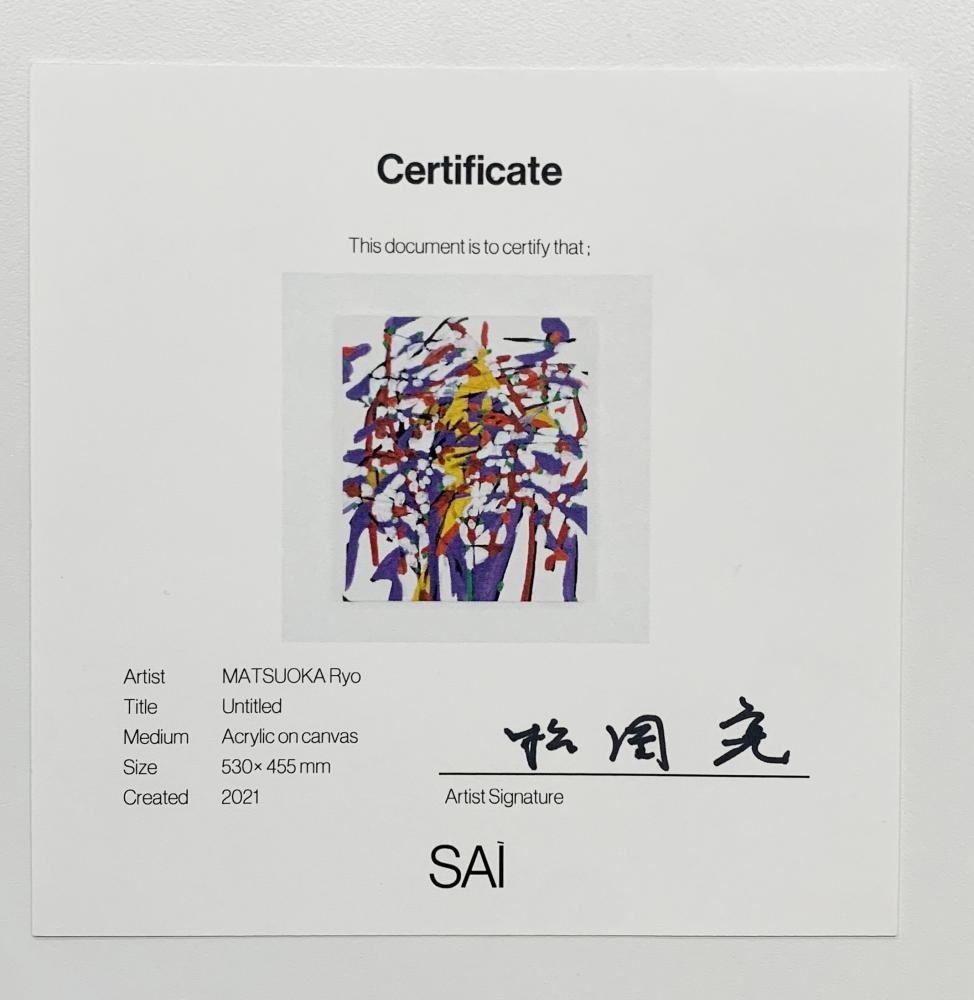 Certificate
This document is to certify that ;
Artist MATSUOKA Ryo
Title Untitled
Medium Acrylic on canvas
Size 530× 455 mm
Created 2021
松岡 亮
Artist Signature
SAÌ